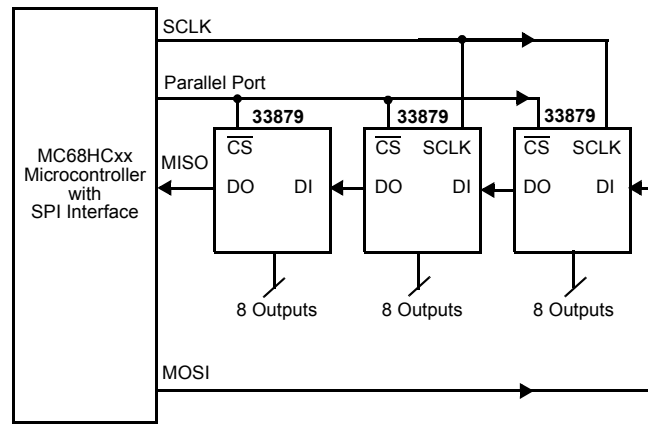 SCLK
Parallel Port
33879 33879 33879
MC68HCxx
Microcontroller
with
SPI Interface
MISO
CS CS SCLK CS SCLK
DO DI DO DI DO DI
8 Outputs 8 Outputs 8 Outputs
MOSI